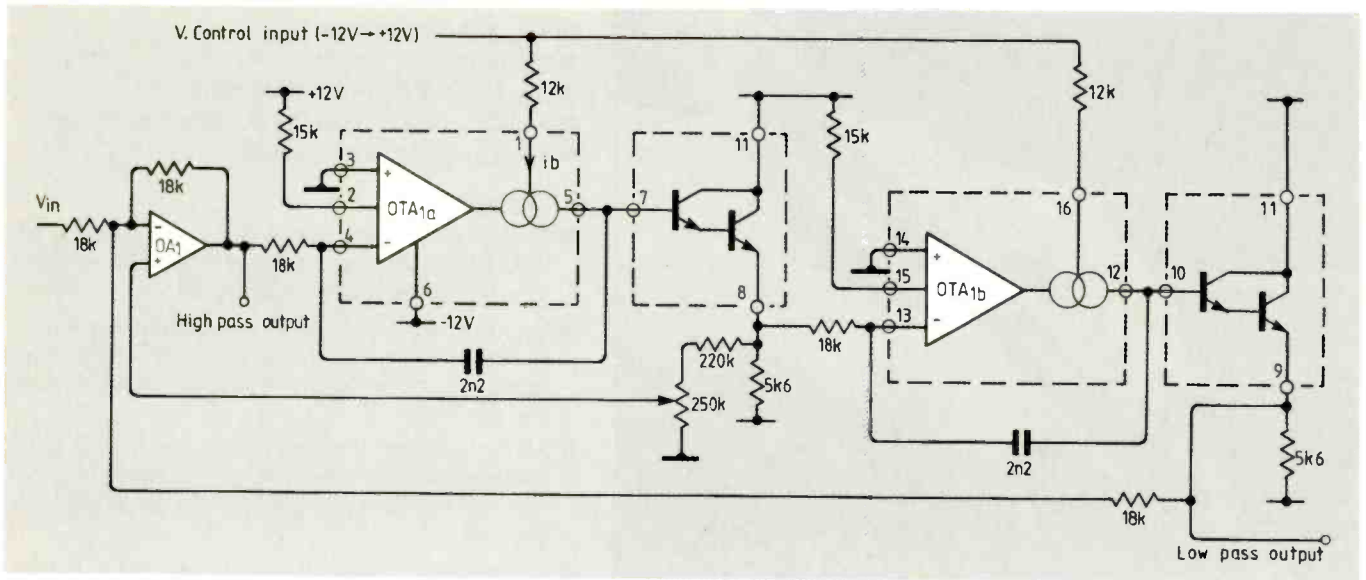 V. Control input (-12V→+12V)
12k
12k
+12V
15k
11
15k
3
1
ib
2
OTA1a
5
7
4
6
-12V
18k
Vin
18k
OA1
18k
High pass output
2n2
8
220k
250k
5k6
18k
16
14
15
OTA1b
12
10
13
2n2
11
9
5k6
18k
Low pass output
+
-
+
-
-
+